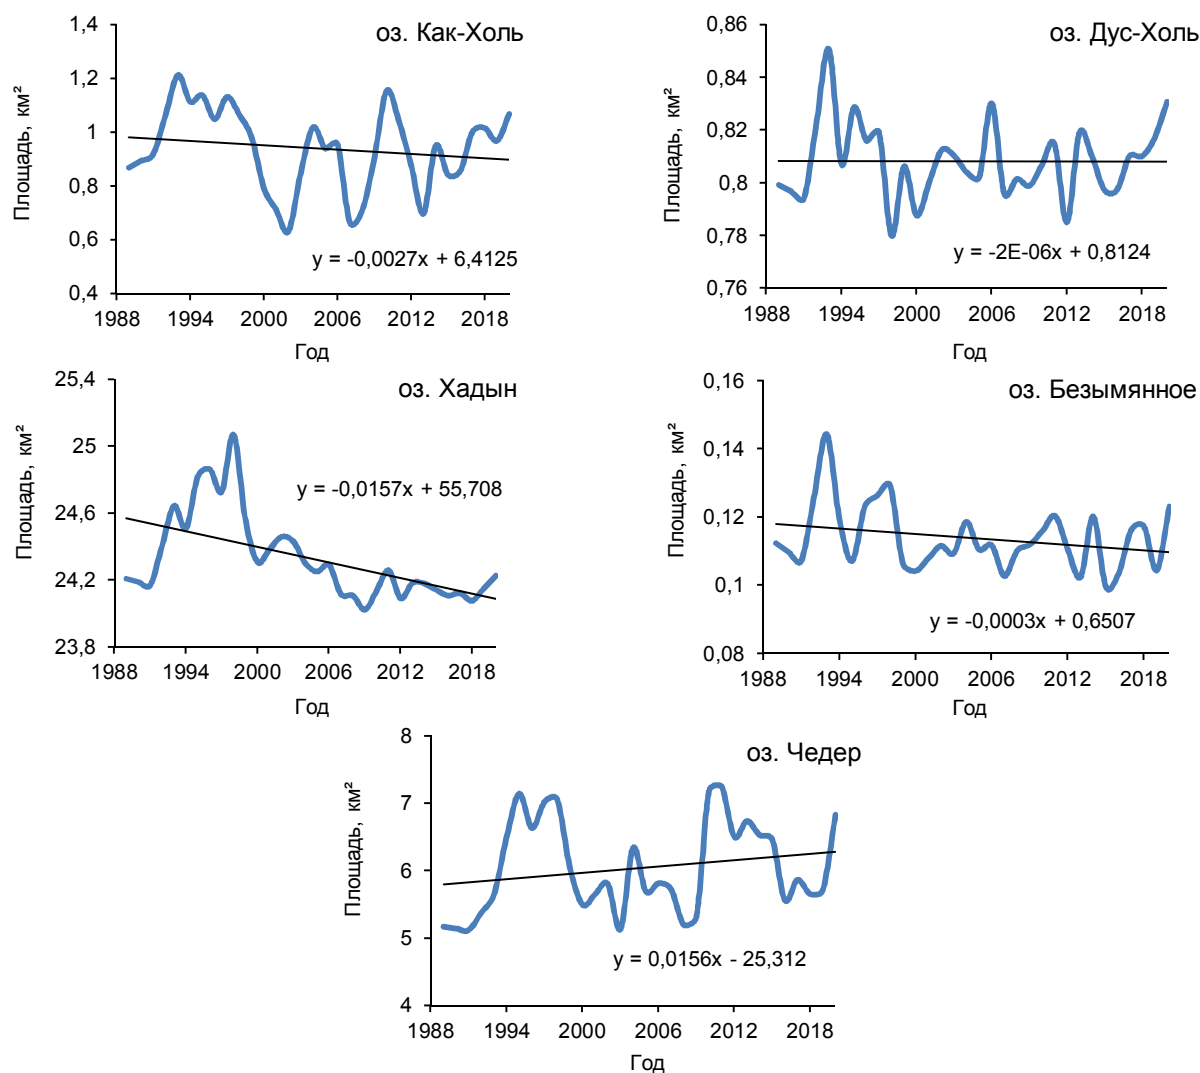 оз. Как-Холь
Площадь, км²
1,4
1,2
1
0,8
0,6
0,4
y = -0,0027x + 6,4125
1988 1994 2000 2006 2012 2018
Год
оз. Дус-Холь
Площадь, км²
0,86
0,84
0,82
0,8
0,78
0,76
y = -2E-06x + 0,8124
1988 1994 2000 2006 2012 2018
Год
оз. Хадын
Площадь, км²
25,4
25
24,6
24,2
23,8
y = -0,0157x + 55,708
1988 1994 2000 2006 2012 2018
Год
оз. Безымянное
Площадь, км²
0,16
0,14
0,12
0,1
0,08
y = -0,0003x + 0,6507
1988 1994 2000 2006 2012 2018
Год
оз. Чедер
Площадь, км²
8
7
6
5
4
y = 0,0156x - 25,312
1988 1994 2000 2006 2012 2018
Год